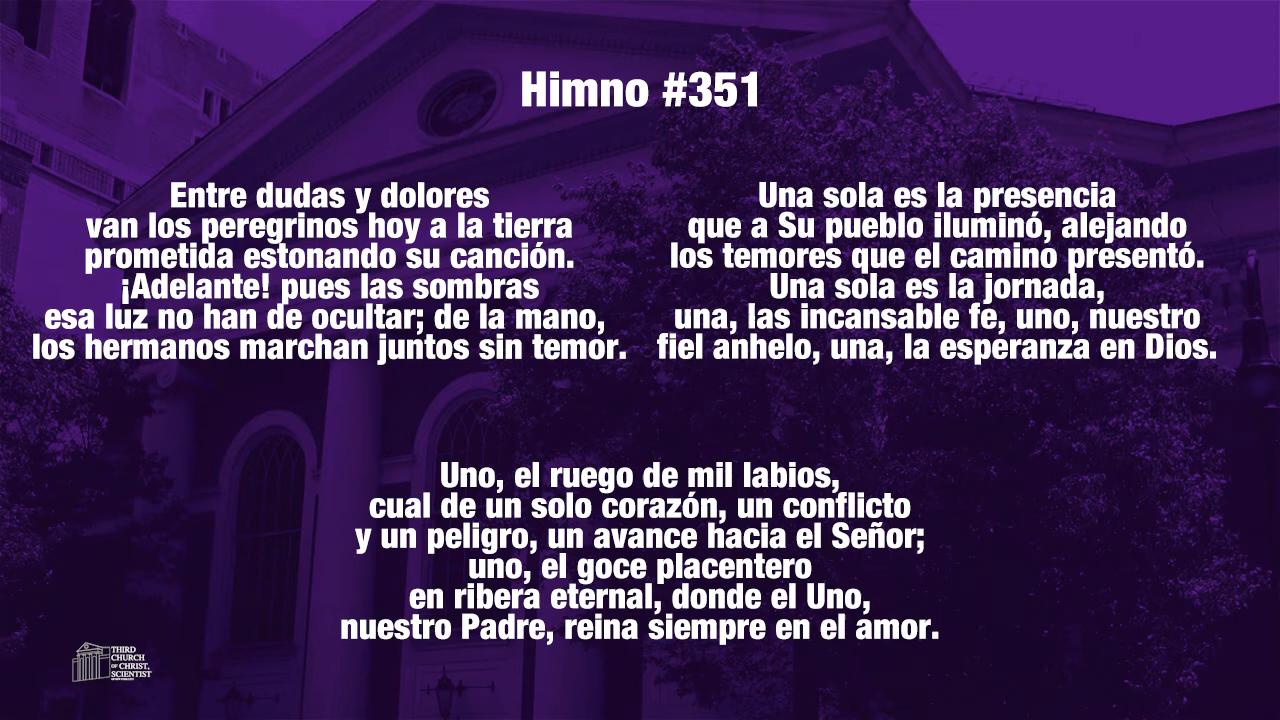 Himno #351
Entre dudas y dolores
van los peregrinos hoy a la tierra
prometida estonando su canción.
¡Adelante! pues las sombras
esa luz no han de ocultar; de la mano,
los hermanos marchan juntos sin temor.
Una sola es la presencia
que a Su pueblo iluminó, alejando
los temores que el camino presentó.
Una sola es la jornada,
una, las incansable fe, uno, nuestro
fiel anhelo, una, la esperanza en Dios.
Uno, el ruego de mil labios,
cual de un solo corazón, un conflicto
y un peligro, un avance hacia el Señor;
uno, el goce placentero
en ribera eternal, donde el Uno,
nuestro Padre, reina siempre en el amor.
THIRD
CHURCH
OF CHRIST,
SCIENTIST